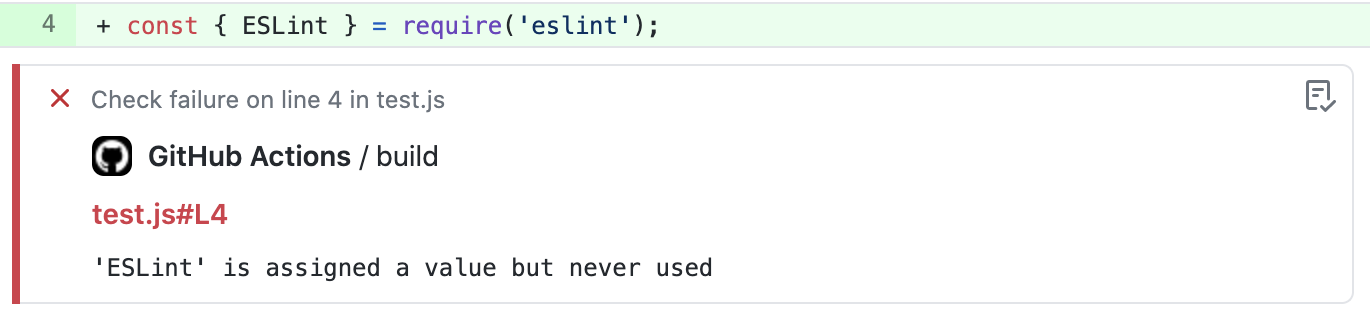 4 + const { ESLint } = require('eslint');
Check failure on line 4 in test.js
GitHub Actions / build
test.js#L4
'ESLint' is assigned a value but never used